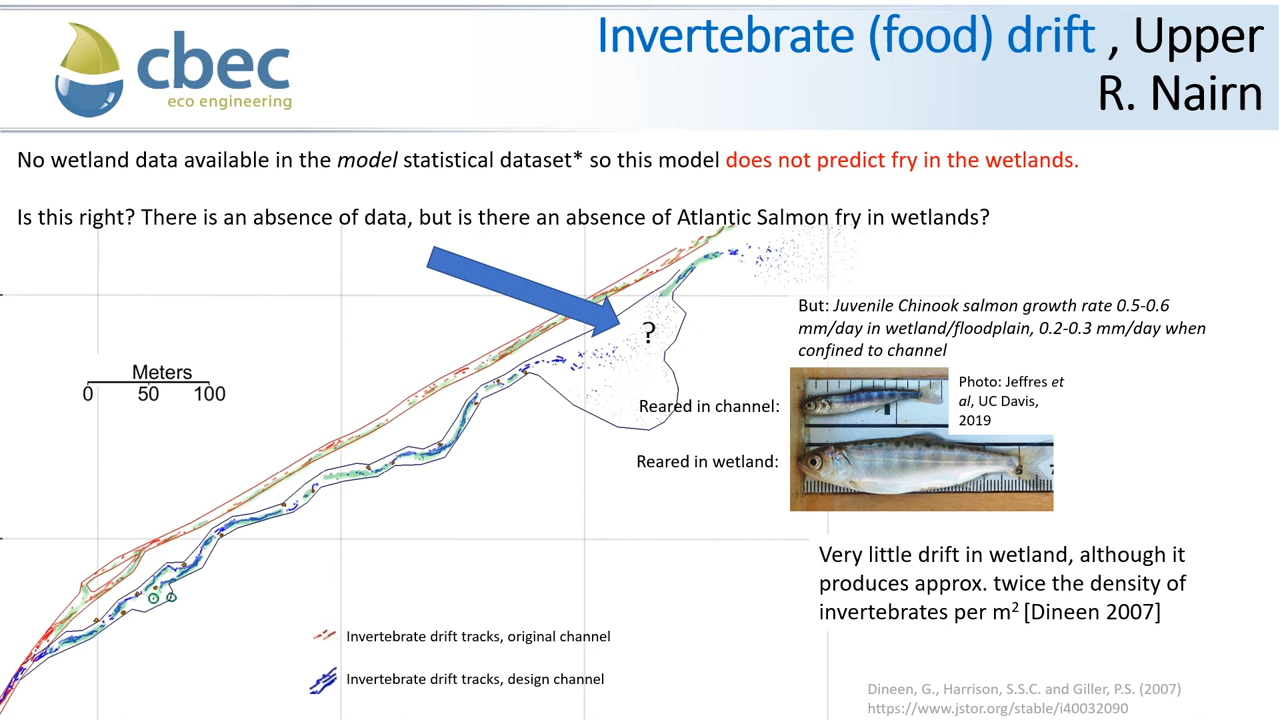 cbec
eco engineering
Invertebrate (food) drift , Upper
R. Nairn
No wetland data available in the model statistical dataset* so this model does not predict fry in the wetlands.
Is this right? There is an absence of data, but is there an absence of Atlantic Salmon fry in wetlands?
?
But: Juvenile Chinook salmon growth rate 0.5-0.6
mm/day in wetland/floodplain, 0.2-0.3 mm/day when
confined to channel
Meters
0 50 100
Photo: Jeffres et
al, UC Davis,
2019
Reared in channel:
Reared in wetland:
Very little drift in wetland, although it
produces approx. twice the density of
invertebrates per m² [Dineen 2007]
Invertebrate drift tracks, original channel
Invertebrate drift tracks, design channel
Dineen, G., Harrison, S.S.C. and Giller, P.S. (2007)
https://www.jstor.org/stable/i40032090